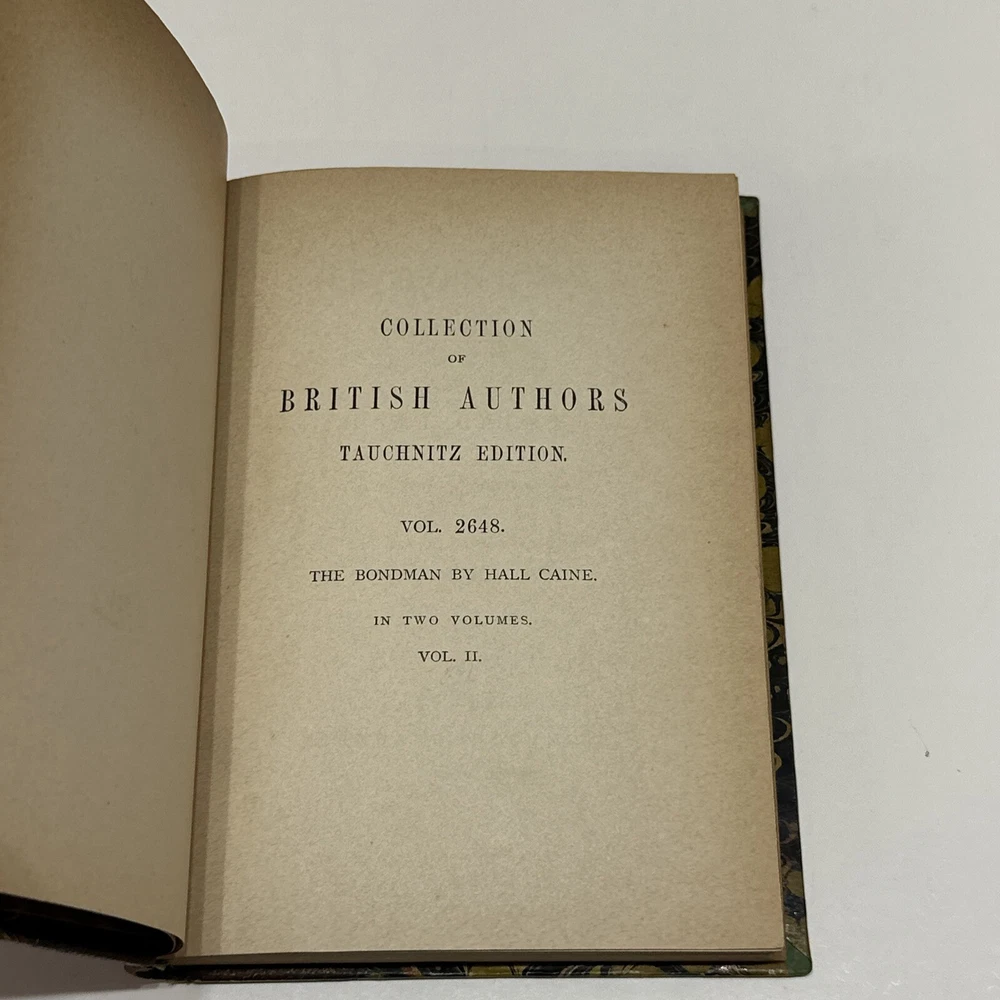 COLLECTION
OF
BRITISH AUTHORS
TAUCHNITZ EDITION.
VOL. 2648.
THE BONDMAN BY HALL CAINE.
IN TWO VOLUMES.
VOL. II.